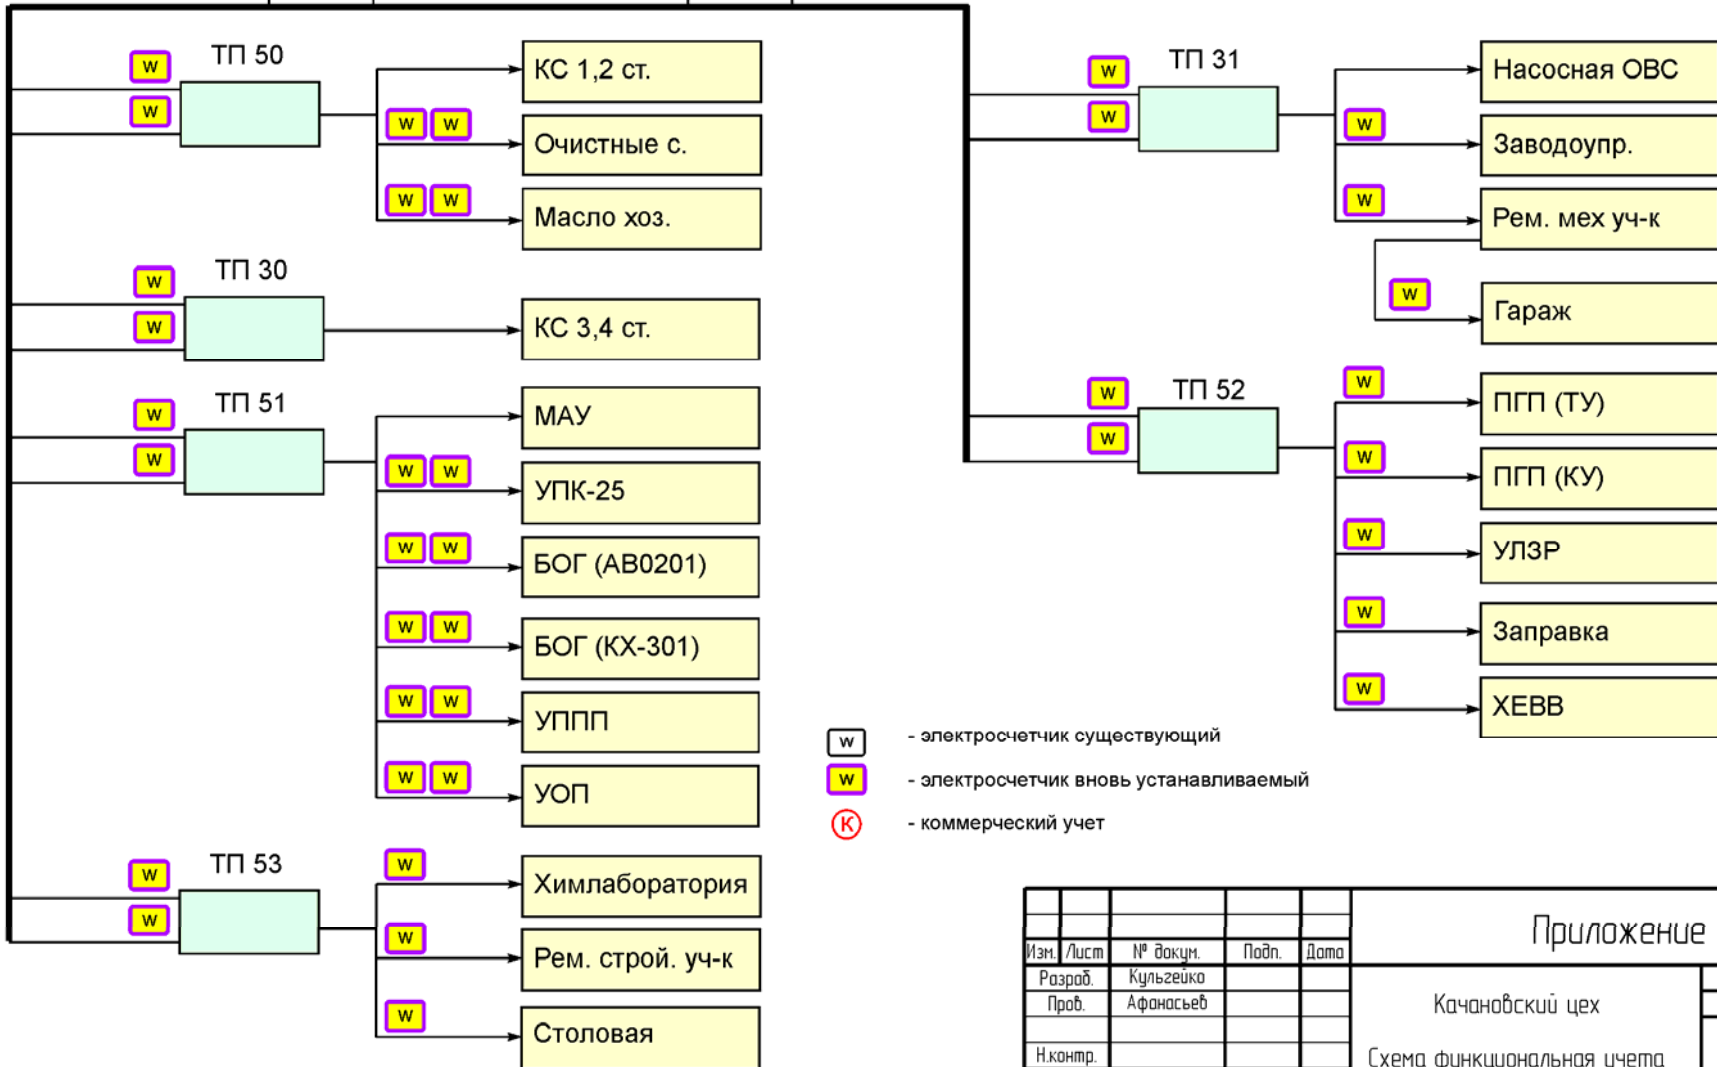 ТП 50
W
W
КС 1,2 ст.
W W
Очистные с.
W W
Масло хоз.
ТП 30
W
W
КС 3,4 ст.
ТП 51
W
W
МАУ
W W
УПК-25
W W
БОГ (АВ0201)
W W
БОГ (КХ-301)
W W
УППП
W W
УОП
ТП 53
W
W
W
Химлаборатория
W
Рем. строй. уч-к
W
Столовая
ТП 31
W
W
Насосная ОВС
W
Заводоупр.
W
Рем. мех уч-к
W
Гараж
ТП 52
W
W
W
ПГП (ТУ)
W
ПГП (КУ)
W
УЛЗР
W
Заправка
W
ХЕВВ
W - электросчетчик существующий
W - электросчетчик вновь устанавливаемый
К - коммерческий учет
Приложение
Изм. Лист № докум. Подп. Дата
Разраб. Кульгейко
Пров. Афанасьев
Качановский цех
Н.контр.
Схема функциональная учета